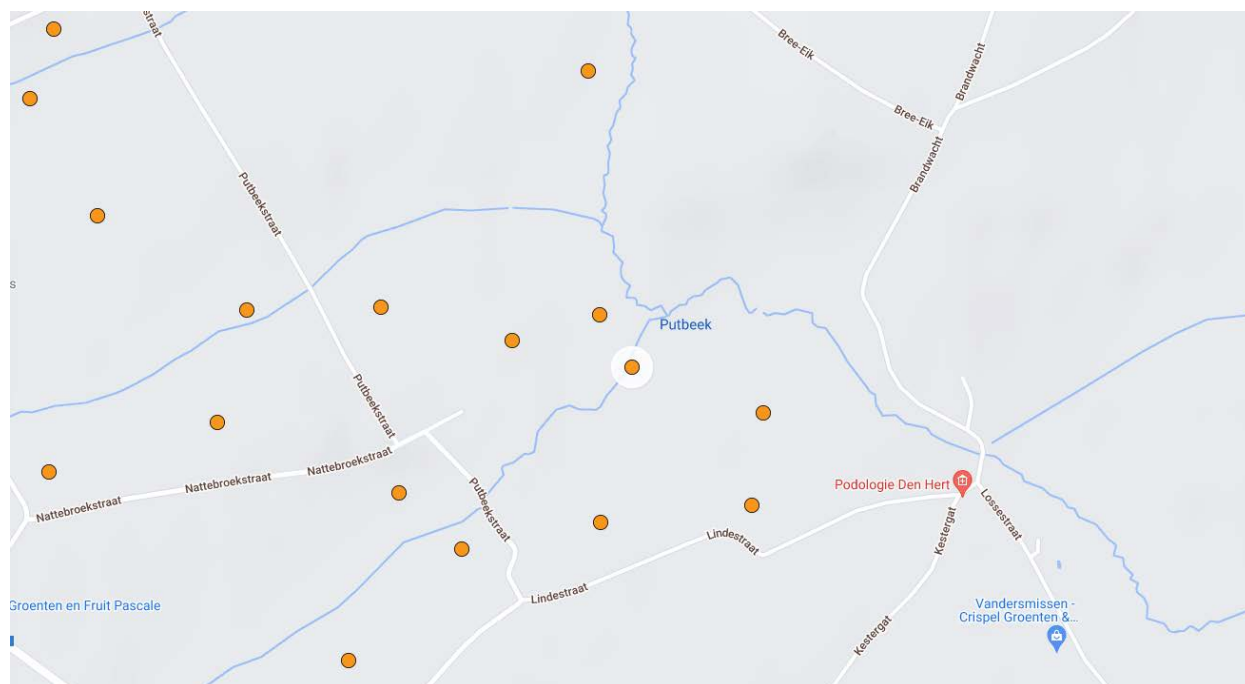 straat
Bree-Eik
Brandwacht
Bree-Eik
Brandwacht
Putbeekstraat
s
Putbeek
Putbeekstraat
Nattebroekstraat
Nattebroekstraat
Nattebroekstraat
Putbeekstraat
Podologie Den Hert
Lossestraat
Kestergat
Lindestraat
Lindestraat
Groenten en Fruit Pascale
Vandersmissen -
Crispel Groenten &...
Kestergat